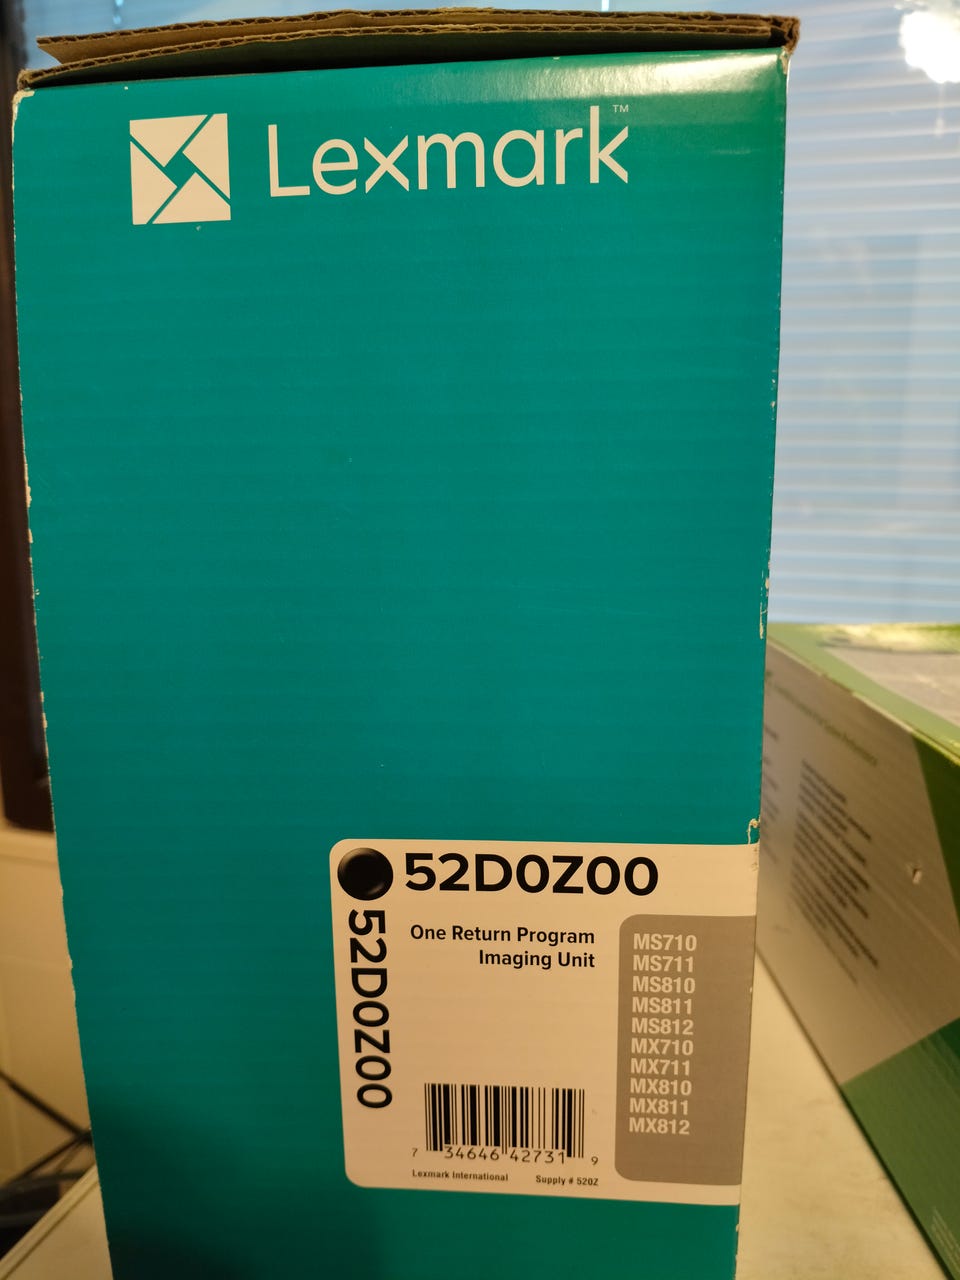 Lexmark™
52D0Z00
52D0Z00
One Return Program
Imaging Unit
MS710
MS711
MS810
MS811
MS812
MX710
MX711
MX810
MX811
MX812
7 34646 42731 9
Lexmark International Supply # 520Z